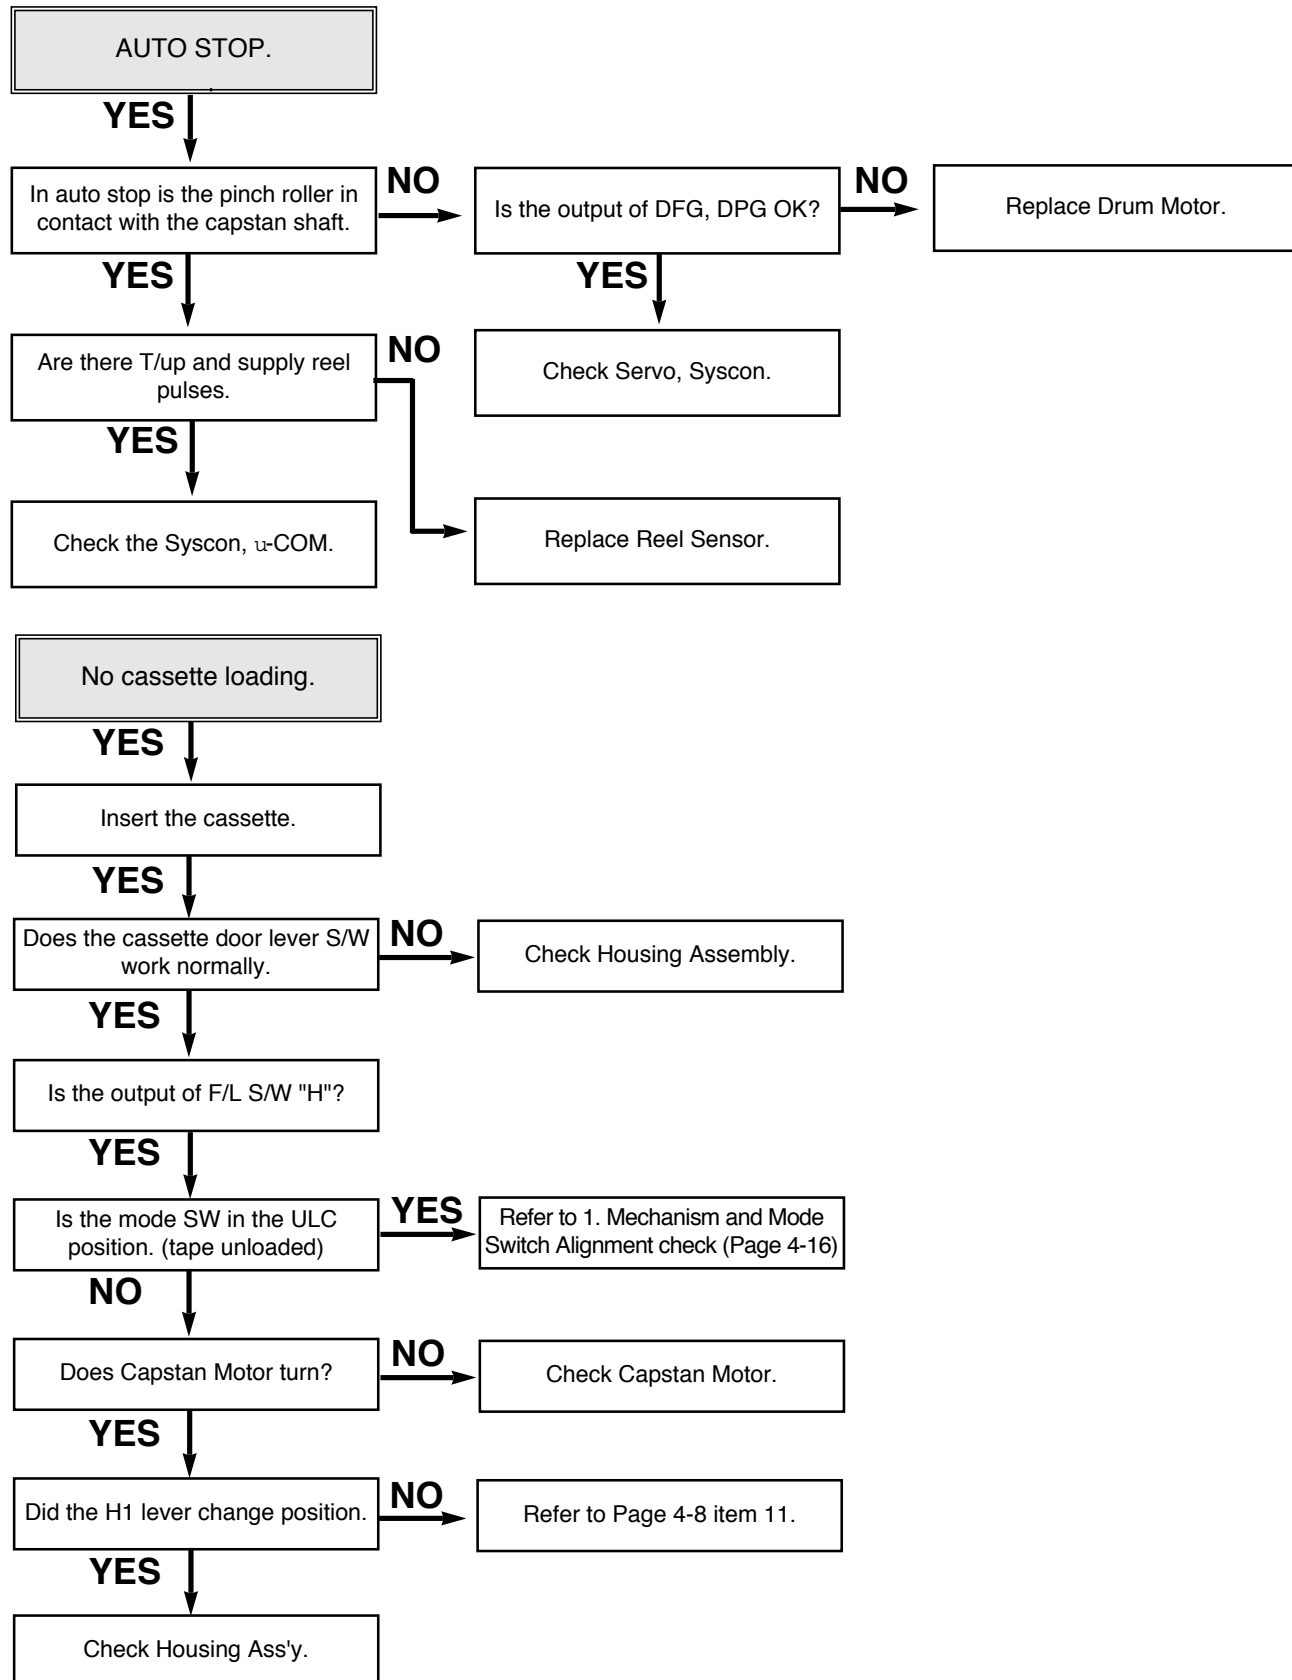 AUTO STOP.
YES
In auto stop is the pinch roller in
contact with the capstan shaft.
NO
Is the output of DFG, DPG OK?
NO
Replace Drum Motor.
YES
YES
Are there T/up and supply reel
pulses.
NO
Check Servo, Syscon.
YES
Check the Syscon, u-COM.
Replace Reel Sensor.
No cassette loading.
YES
Insert the cassette.
YES
Does the cassette door lever S/W
work normally.
NO
Check Housing Assembly.
YES
Is the output of F/L S/W "H"?
YES
Is the mode SW in the ULC
position. (tape unloaded)
YES
Refer to 1. Mechanism and Mode
Switch Alignment check (Page 4-16)
NO
Does Capstan Motor turn?
NO
Check Capstan Motor.
YES
Did the H1 lever change position.
NO
Refer to Page 4-8 item 11.
YES
Check Housing Ass'y.